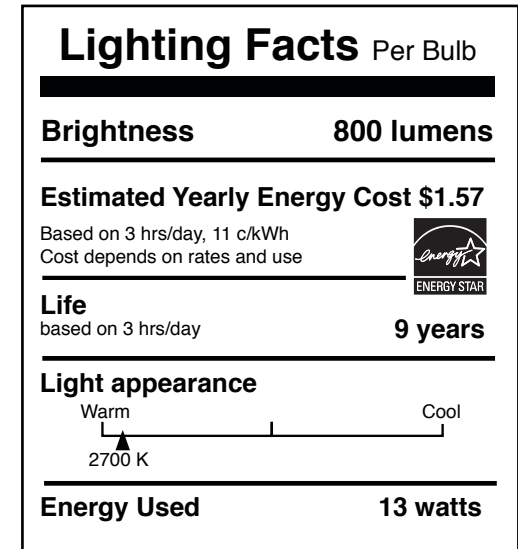 Lighting Facts Per Bulb
Brightness 800 lumens
Estimated Yearly Energy Cost $1.57
Based on 3 hrs/day, 11 c/kWh
Cost depends on rates and use
energy
ENERGY STAR
Life
based on 3 hrs/day 9 years
Light appearance
Warm Cool
2700 K
Energy Used 13 watts